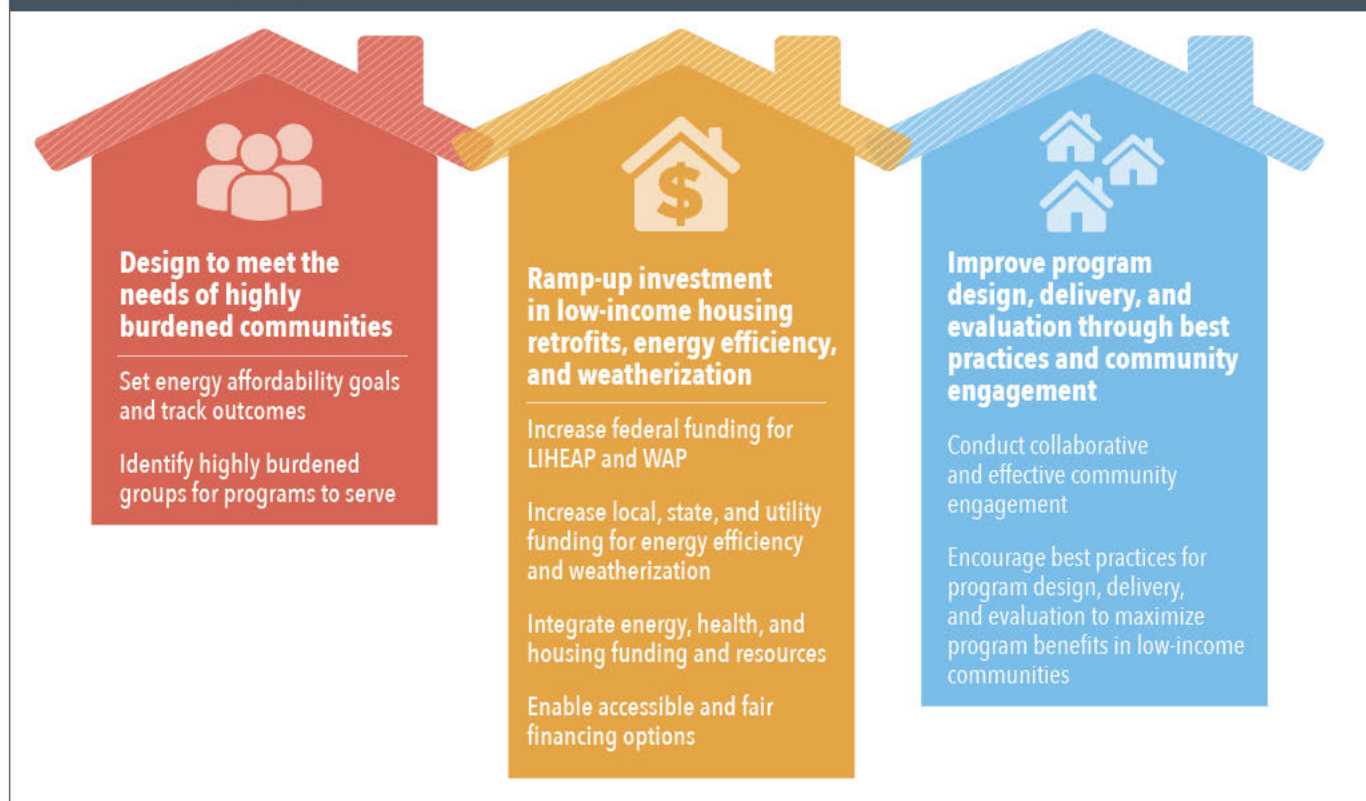 Design to meet the
needs of highly
burdened communities
Set energy affordability goals
and track outcomes
Identify highly burdened
groups for programs to serve
$
Ramp-up investment
in low-income housing
retrofits, energy efficiency,
and weatherization
Increase federal funding for
LIHEAP and WAP
Increase local, state, and utility
funding for energy efficiency
and weatherization
Integrate energy, health, and
housing funding and resources
Enable accessible and fair
financing options
Improve program
design, delivery, and
evaluation through best
practices and community
engagement
Conduct collaborative
and effective community
engagement
Encourage best practices for
program design, delivery,
and evaluation to maximize
program benefits in low-income
communities